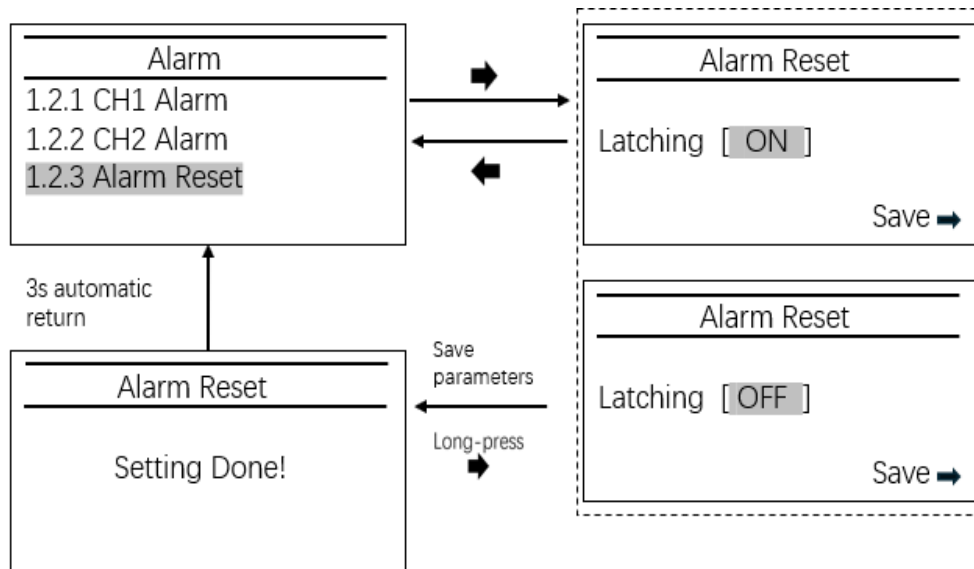 Alarm
1.2.1 CH1 Alarm
1.2.2 CH2 Alarm
1.2.3 Alarm Reset
Alarm Reset
Latching [ ON ]
Save
3s automatic
return
Alarm Reset
Setting Done!
Save
parameters
Long-press
Alarm Reset
Latching [ OFF ]
Save